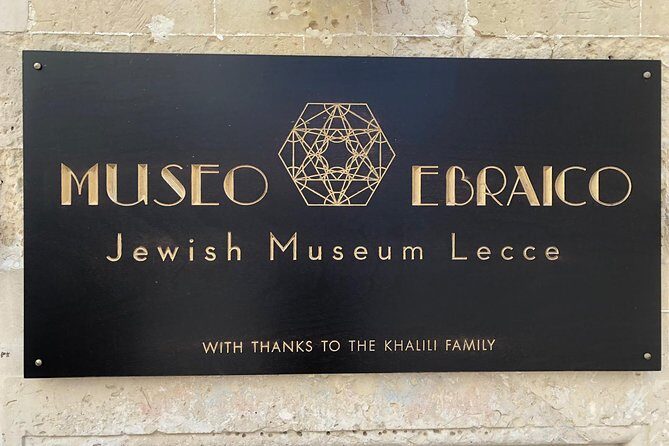 MUSEO EBRAICO
Jewish Museum Lecce
WITH THANKS TO THE KHALILI FAMILY